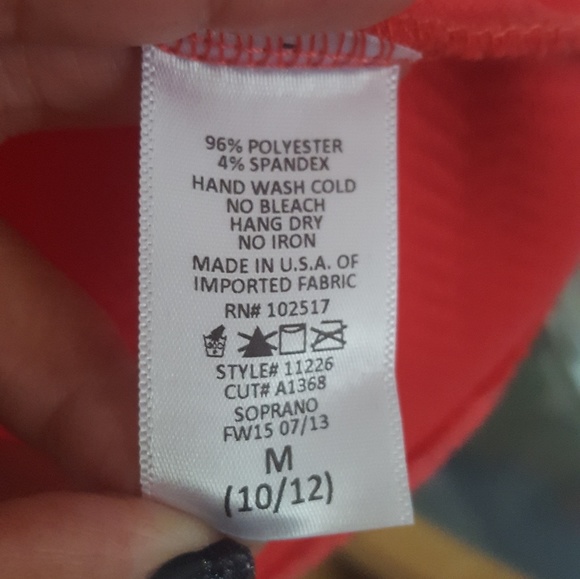 96% POLYESTER
4% SPANDEX
HAND WASH COLD
NO BLEACH
HANG DRY
NO IRON
MADE IN U.S.A. OF
IMPORTED FABRIC
RN# 102517
STYLE# 11226
CUT# A1368
SOPRANO
FW15 07/13
M
(10/12)